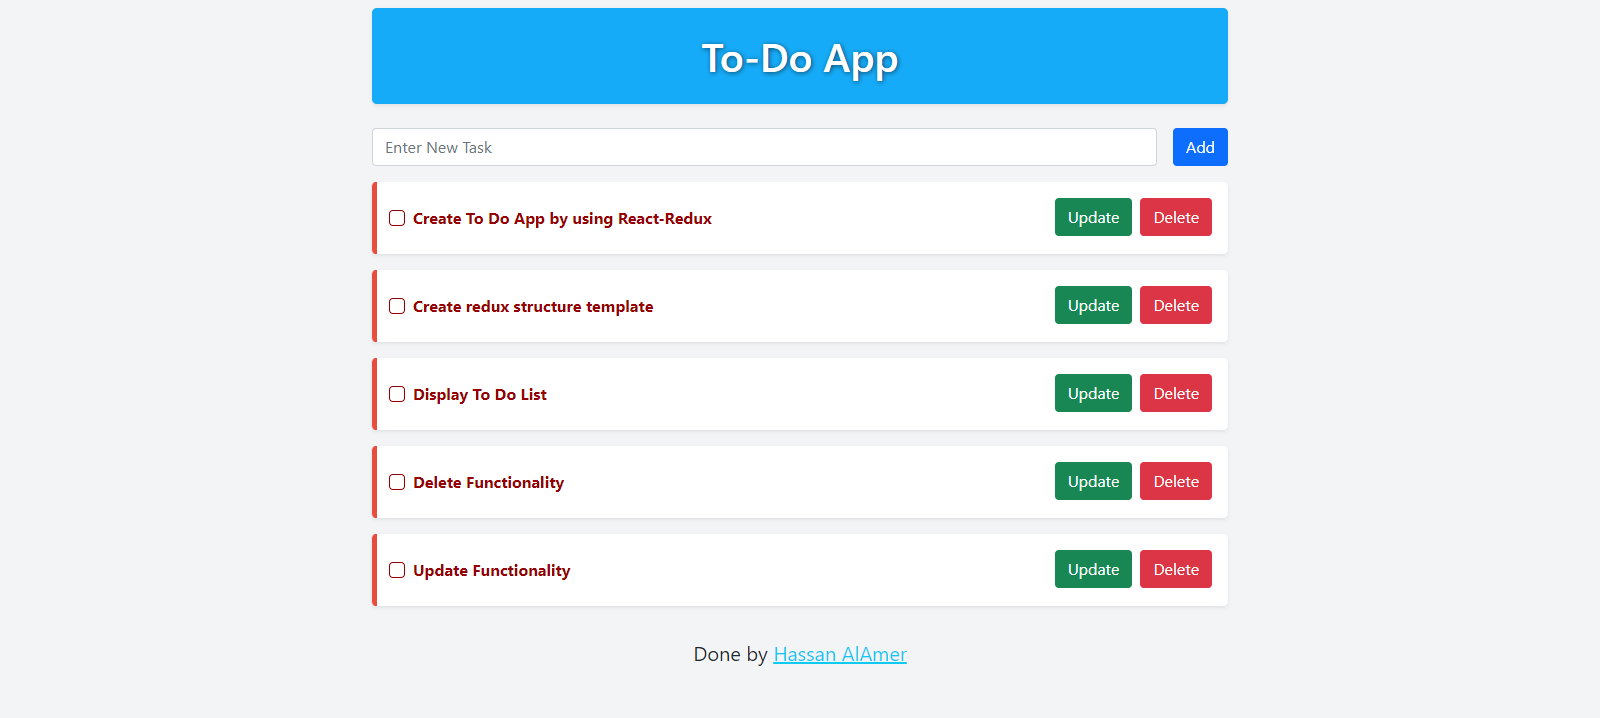 To-Do App
Enter New Task Add
Create To Do App by using React-Redux Update Delete
Create redux structure template Update Delete
Display To Do List Update Delete
Delete Functionality Update Delete
Update Functionality Update Delete
Done by Hassan AlAmer